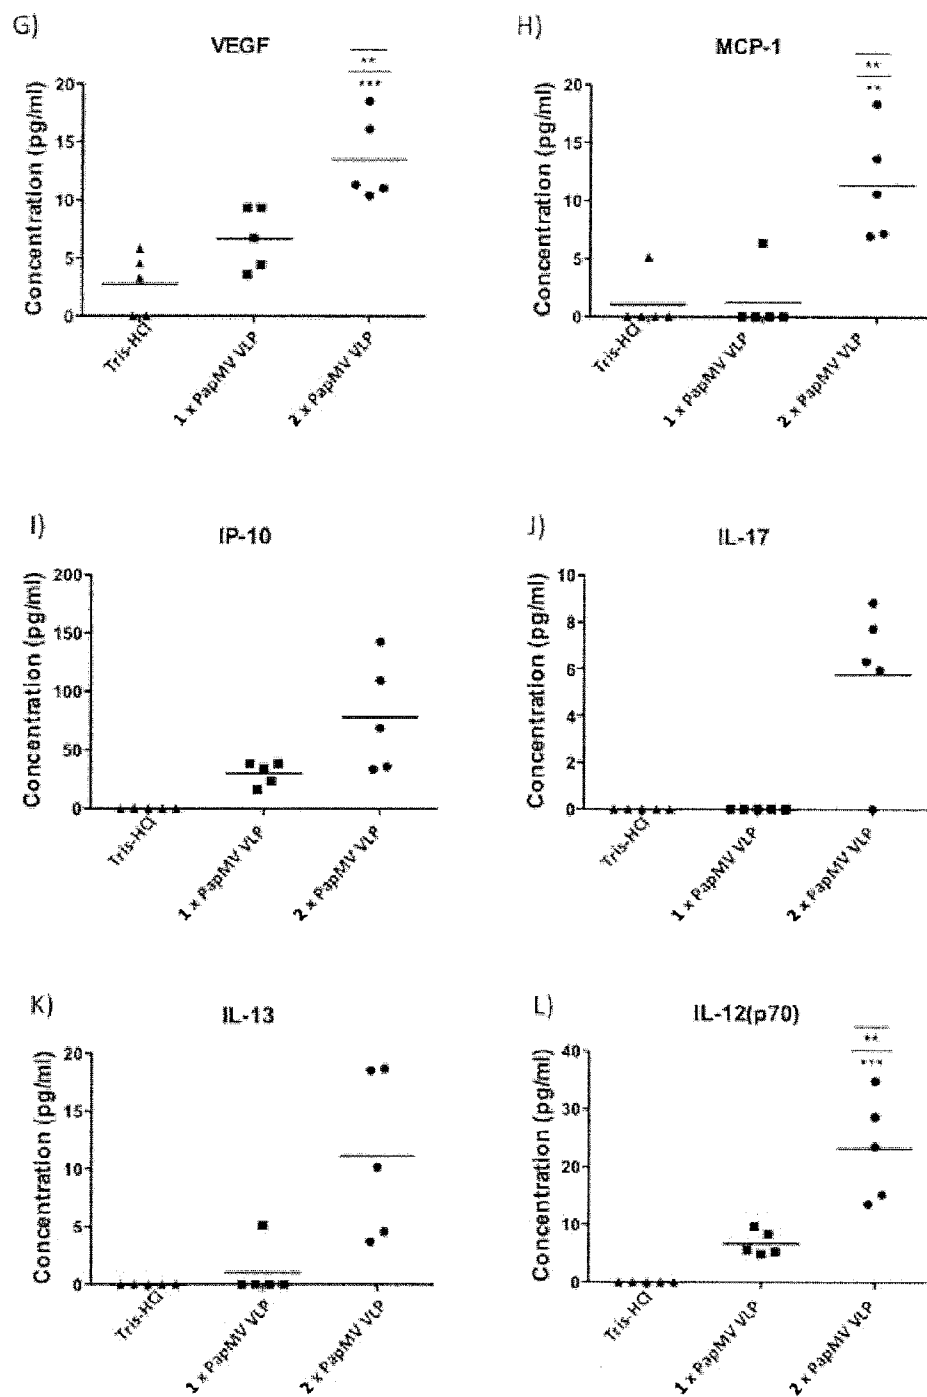 G)
VEGF
**
***
Concentration (pg/ml)
20
15
10
5
0
Tris-HCl
1 x PapMV VLP
2 x PapMV VLP
H)
MCP-1
**
**
Concentration (pg/ml)
20
15
10
5
0
Tris-HCl
1 x PapMV VLP
2 x PapMV VLP
I)
IP-10
Concentration (pg/ml)
200
150
100
50
0
Tris-HCl
1 x PapMV VLP
2 x PapMV VLP
J)
IL-17
Concentration (pg/ml)
10
8
6
4
2
0
Tris-HCl
1 x PapMV VLP
2 x PapMV VLP
K)
IL-13
Concentration (pg/ml)
20
15
10
5
0
Tris-HCl
1 x PapMV VLP
2 x PapMV VLP
L)
IL-12(p70)
**
***
Concentration (pg/ml)
40
30
20
10
0
Tris-HCl
1 x PapMV VLP
2 x PapMV VLP